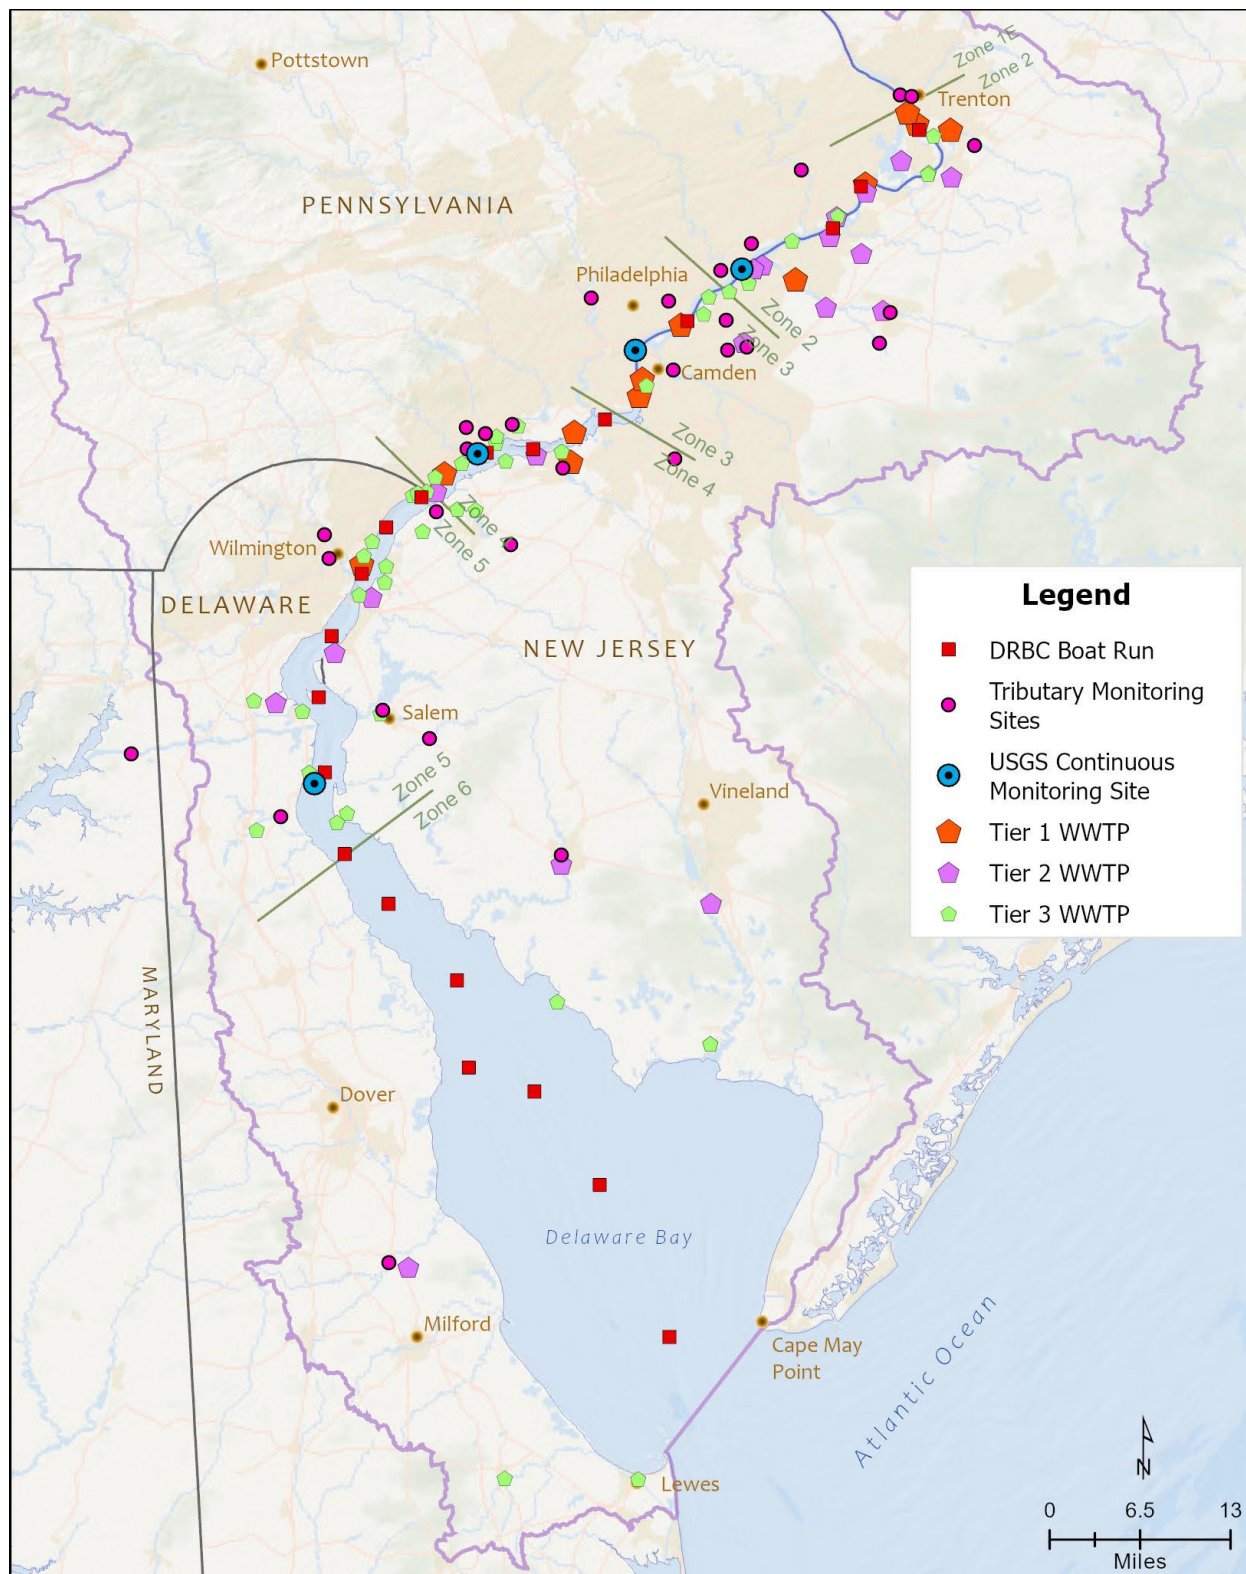 Pottstown
Zone 1E
Zone 2
Trenton
PENNSYLVANIA
Philadelphia
Zone 2
Zone 3
Camden
Zone 3
Zone 4
Zone 4
Zone 5
Wilmington
DELAWARE
NEW JERSEY
Salem
Zone 5
Zone 6
Vineland
MARYLAND
Dover
Delaware Bay
Milford
Cape May
Point
Atlantic Ocean
Lewes
Legend
DRBC Boat Run
Tributary Monitoring
Sites
USGS Continuous
Monitoring Site
Tier 1 WWTP
Tier 2 WWTP
Tier 3 WWTP
N
0 6.5 13
Miles